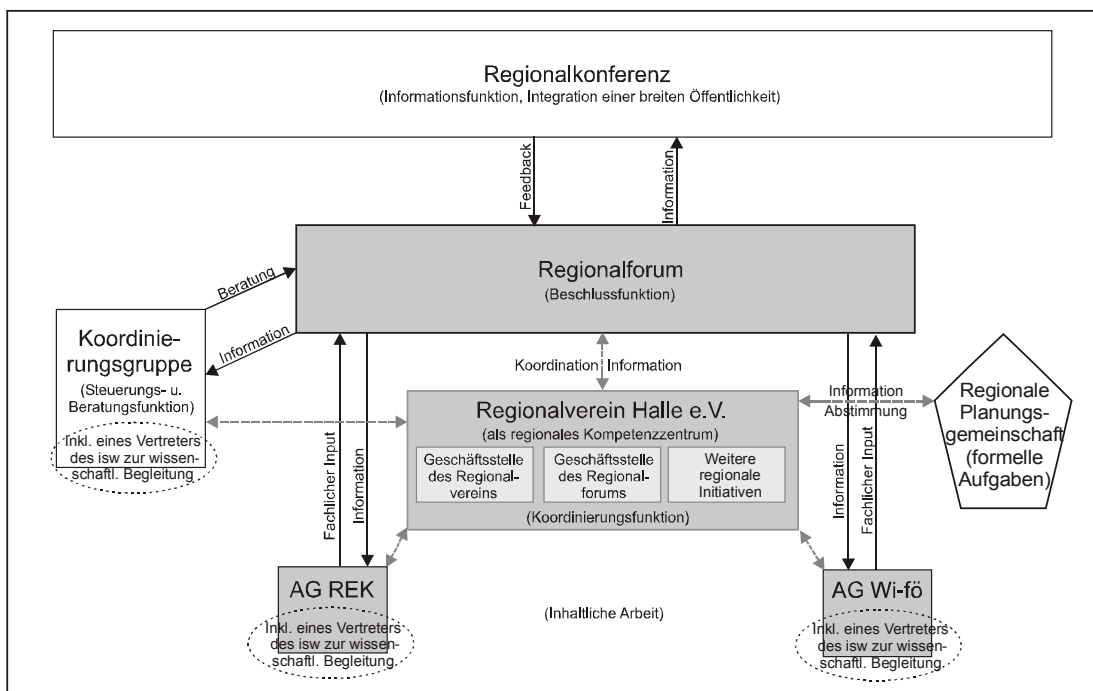 Regionalkonferenz
(Informationsfunktion, Integration einer breiten Öffentlichkeit)
Feedback
Information
Regionalforum
(Beschlussfunktion)
Beratung
Information
Koordinie-
rungsgruppe
(Steuerungs- u.
Beratungsfunktion)
Inkl. eines Vertreters
des isw zur wissen-
schaftl. Begleitung
Koordination
Information
Fachlicher Input
Information
Regionalverein Halle e.V.
(als regionales Kompetenzzentrum)
Geschäftsstelle
des Regional-
vereins
Geschäftsstelle
des Regional-
forums
Weitere
regionale
Initiativen
(Koordinierungsfunktion)
Information
Abstimmung
Information
Fachlicher Input
Regionale
Planungs-
gemeinschaft
(formelle
Aufgaben)
AG REK
Inkl. eines Vertreters
des isw zur wissen-
schaftl. Begleitung
(Inhaltliche Arbeit)
AG Wi-fö
Inkl. eines Vertreters
des isw zur wissen-
schaftl. Begleitung